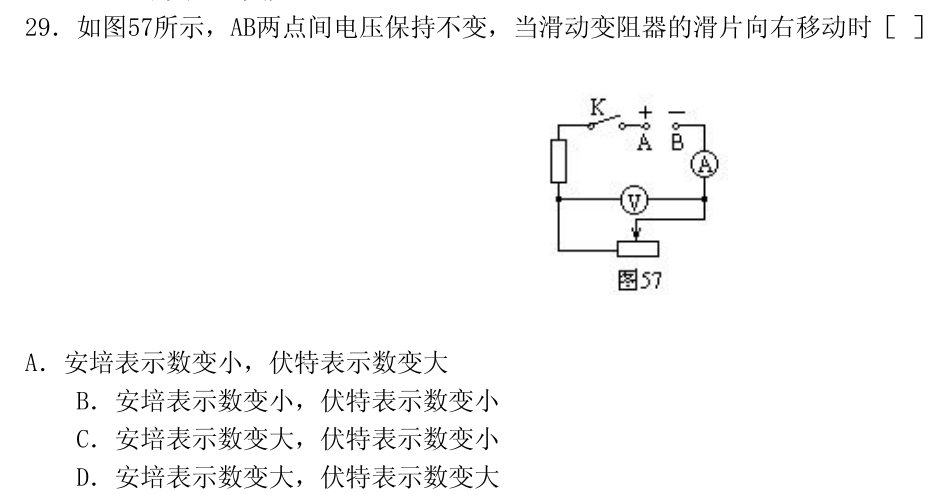 29. 如图57所示，AB两点间电压保持不变，当滑动变阻器的滑片向右移动时 [ ]
K + −
A B
A
V
图57
A. 安培表示数变小，伏特表示数变大
B. 安培表示数变小，伏特表示数变小
C. 安培表示数变大，伏特表示数变小
D. 安培表示数变大，伏特表示数变大